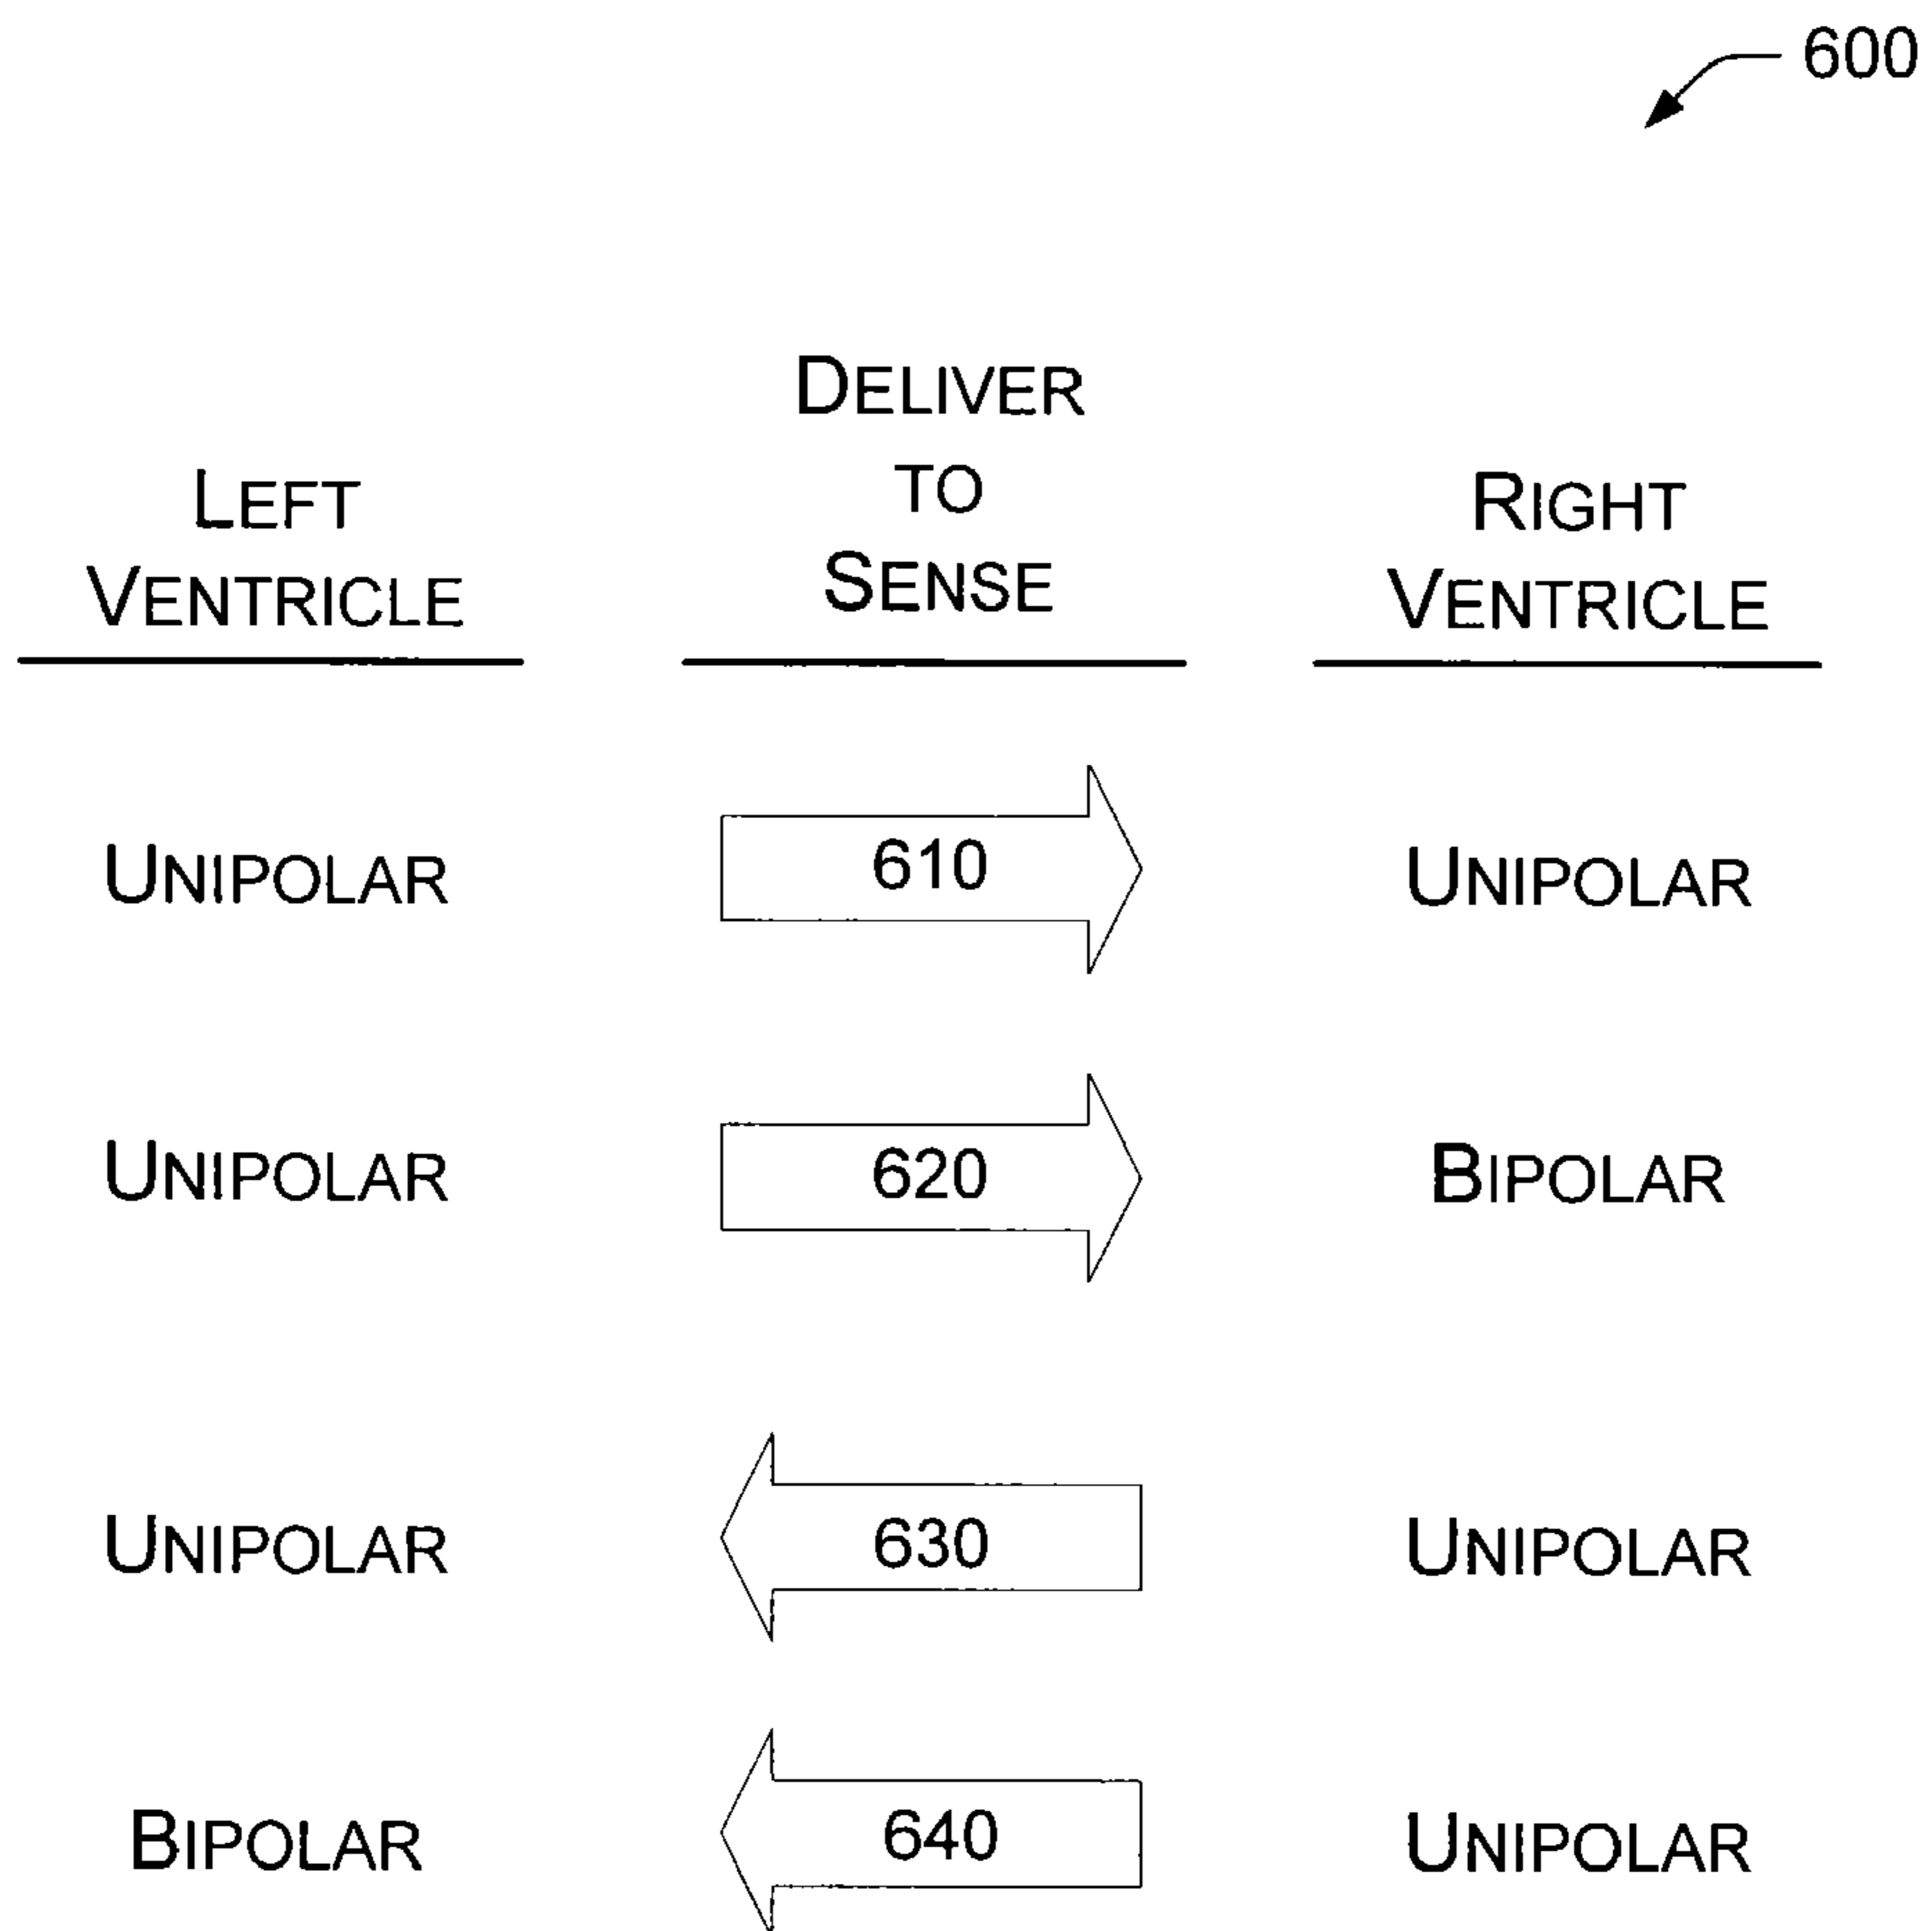 600
LEFT
VENTRICLE
DELIVER
TO
SENSE
RIGHT
VENTRICLE
UNIPOLAR 610 UNIPOLAR
UNIPOLAR 620 BIPOLAR
UNIPOLAR 630 UNIPOLAR
BIPOLAR 640 UNIPOLAR